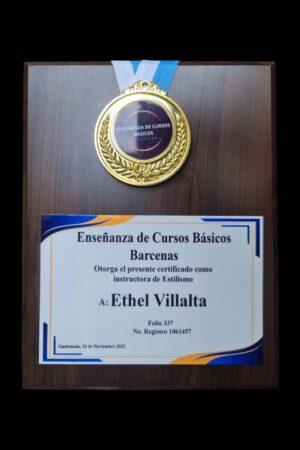 ENSEÑANZA DE CURSOS
BASICOS
Enseñanza de Cursos Básicos
Barcenas
Otorga el presente certificado como
instructora de Estilismo
A: Ethel Villalta
Folio 337
No. Registro 1061457
Guatemala, 18 de Noviembre 2023